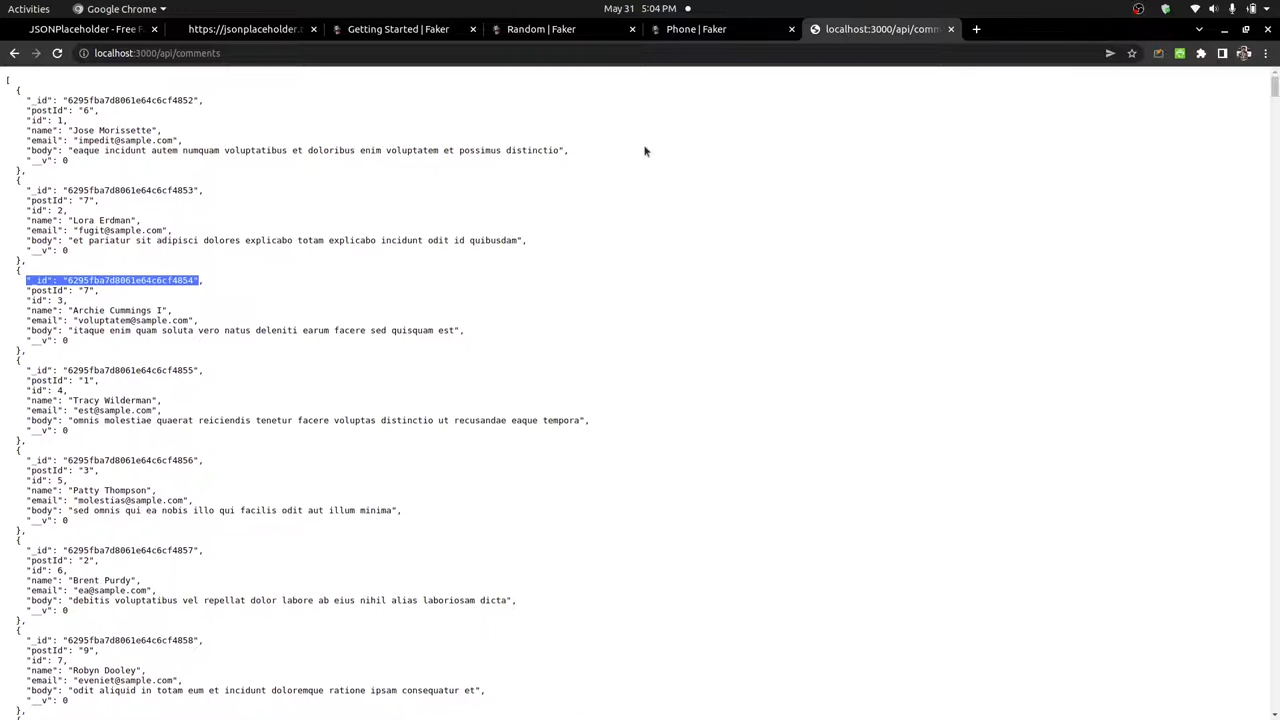 Activities
Google Chrome
May 31 5:04 PM
JSONPlaceholder - Free F
https://jsonplaceholder.
Getting Started | Faker
Random | Faker
Phone | Faker
localhost:3000/api/comm
localhost:3000/api/comments
[
{
"_id": "6295fba7d8061e64c6cf4852",
"postId": "6",
"id": 1,
"name": "Jose Morissette",
"email": "impedit@sample.com",
"body": "eaque incidunt autem numquam voluptatibus et doloribus enim voluptatem et possimus distinctio",
"__v": 0
},
{
"_id": "6295fba7d8061e64c6cf4853",
"postId": "7",
"id": 2,
"name": "Lora Erdman",
"email": "fugit@sample.com",
"body": "et pariatur sit adipisci dolores explicabo totam explicabo incidunt odit id quibusdam",
"__v": 0
},
{
"_id": "6295fba7d8061e64c6cf4854",
"postId": "7",
"id": 3,
"name": "Archie Cummings I",
"email": "voluptatem@sample.com",
"body": "itaque enim quam soluta vero natus deleniti earum facere sed quisquam est",
"__v": 0
},
{
"_id": "6295fba7d8061e64c6cf4855",
"postId": "1",
"id": 4,
"name": "Tracy Wilderman",
"email": "est@sample.com",
"body": "omnis molestiae quaerat reiciendis tenetur facere voluptas distinctio ut recusandae eaque tempora",
"__v": 0
},
{
"_id": "6295fba7d8061e64c6cf4856",
"postId": "3",
"id": 5,
"name": "Patty Thompson",
"email": "molestias@sample.com",
"body": "sed omnis qui ea nobis illo qui facilis odit aut illum minima",
"__v": 0
},
{
"_id": "6295fba7d8061e64c6cf4857",
"postId": "2",
"id": 6,
"name": "Brent Purdy",
"email": "ea@sample.com",
"body": "debitis voluptatibus vel repellat dolor labore ab eius nihil alias laboriosam dicta",
"__v": 0
},
{
"_id": "6295fba7d8061e64c6cf4858",
"postId": "9",
"id": 7,
"name": "Robyn Dooley",
"email": "eveniet@sample.com",
"body": "odit aliquid in totam eum et incidunt doloremque ratione ipsam consequatur et",
"__v": 0
},